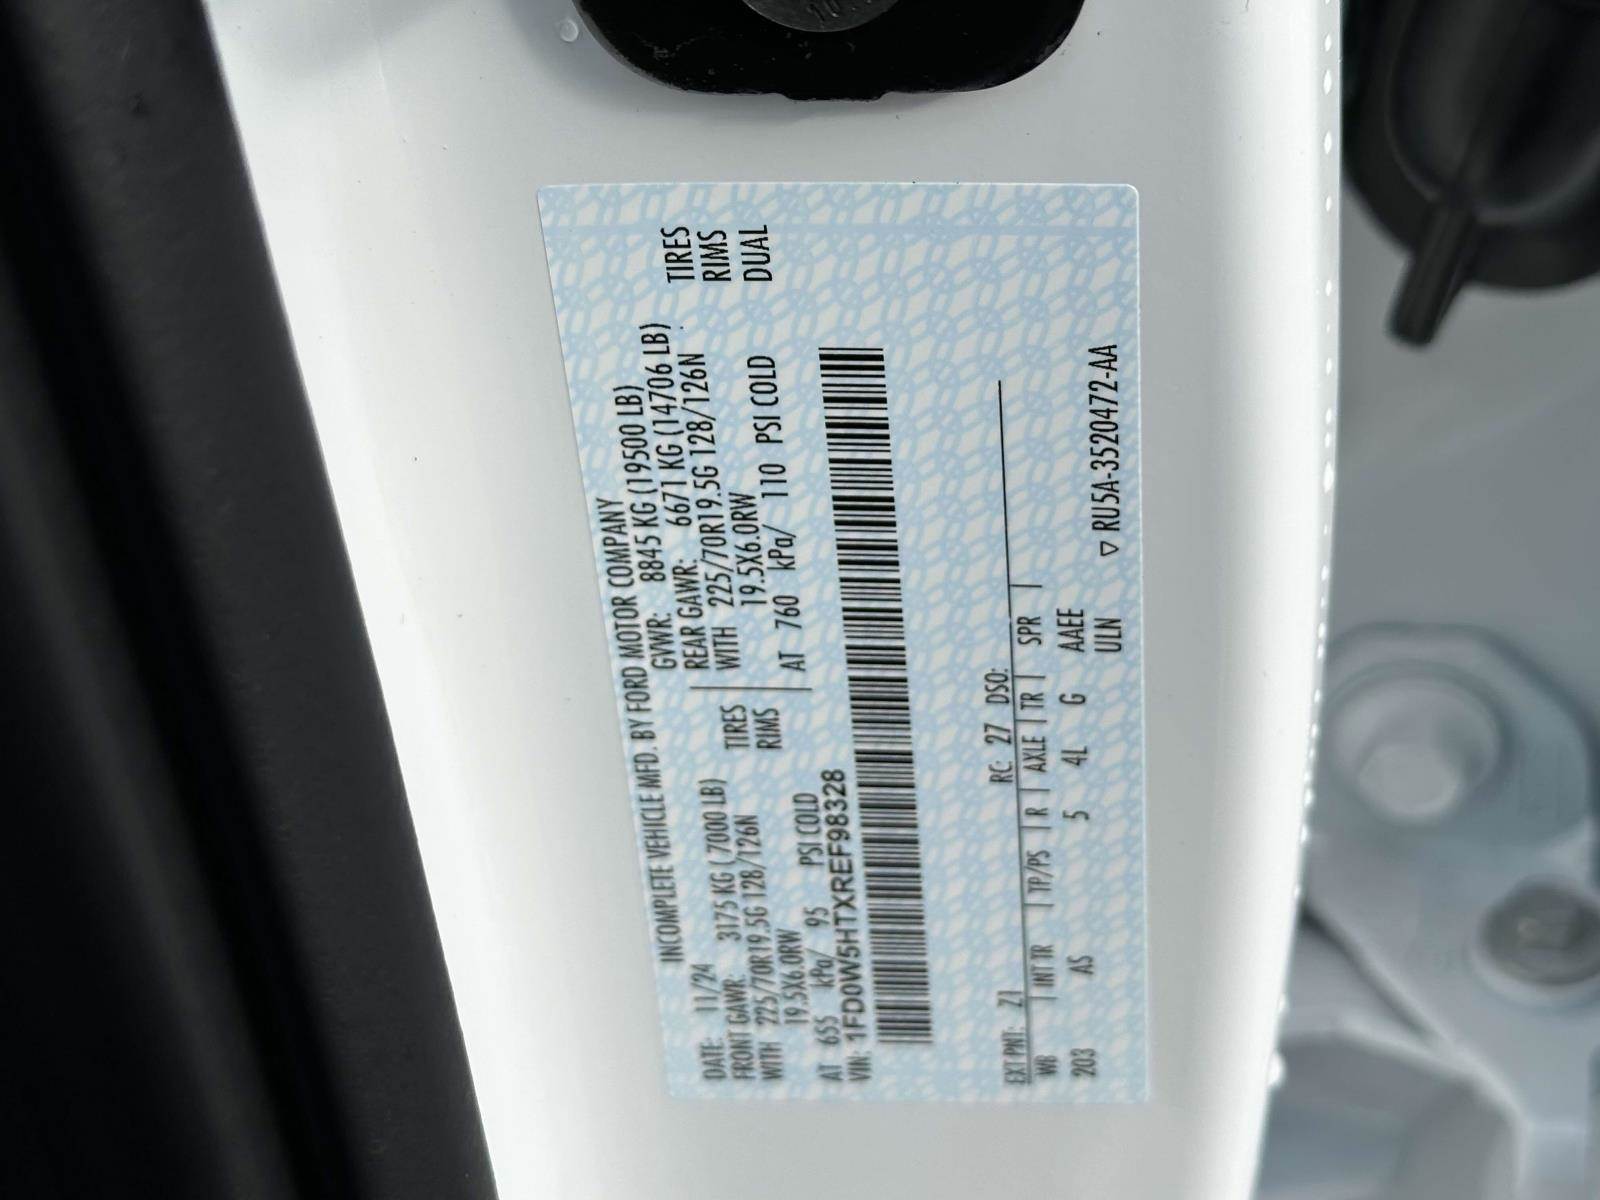 INCOMPLETE VEHICLE MFD. BY FORD MOTOR COMPANY
DATE: 11/24 GVWR: 8845 KG (19500 LB)
FRONT GAWR: 3175 KG (7000 LB) REAR GAWR: 6671 KG (14706 LB)
WITH 225/70R19.5G 128/126N TIRES WITH 225/70R19.5G 128/126N TIRES
19.5X6.0RW RIMS 19.5X6.0RW RIMS
AT 655 kPa/ 95 PSI COLD AT 760 kPa/ 110 PSI COLD DUAL
VIN: 1FD0W5HTXREF98328
EXT PNT: Z1 RC: 27 DSO:
WB INT TR TP/PS R AXLE TR SPR
203 AS 5 4L G AAEE
ULN ▽ RU5A-3520472-AA